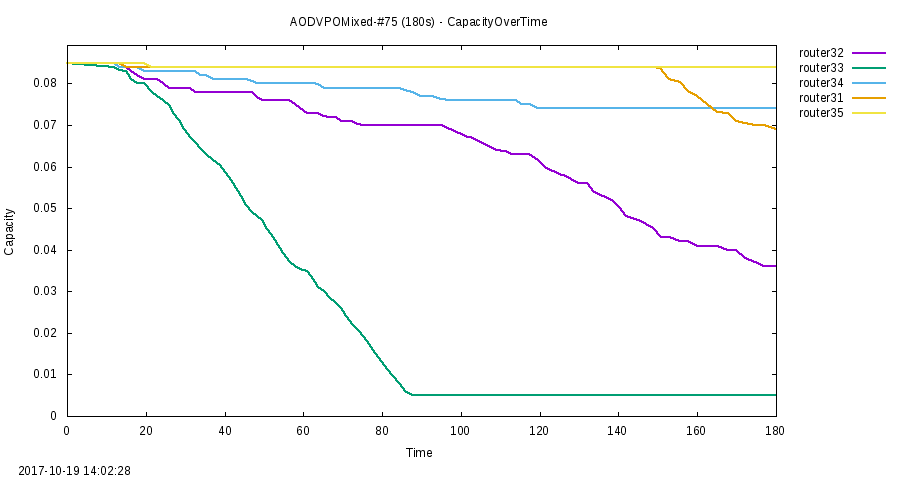 AODVPOMixed-#75 (180s) - CapacityOverTime
router32
router33
router34
router31
router35
0.08
0.07
0.06
0.05
0.04
0.03
0.02
0.01
0
Capacity
0 20 40 60 80 100 120 140 160 180
Time
2017-10-19 14:02:28